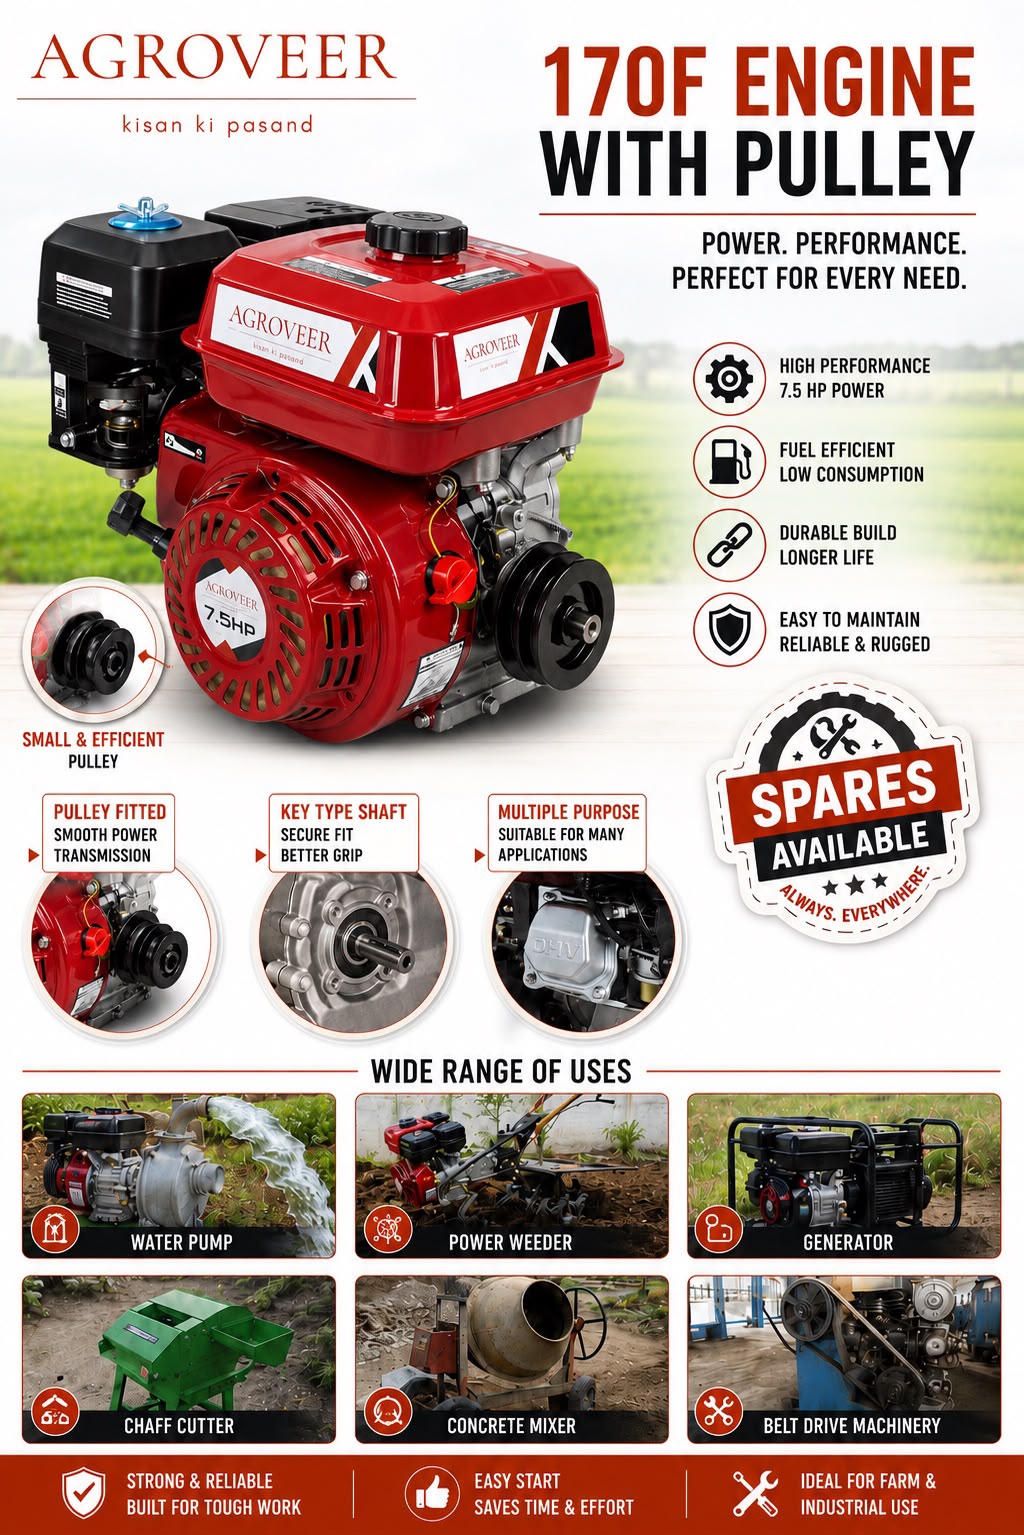 AGROVEER
kisan ki pasand
170F ENGINE
WITH PULLEY
POWER. PERFORMANCE.
PERFECT FOR EVERY NEED.
AGROVEER
kisan ki pasand
AGROVEER
kisan ki pasand
AGROVEER
7.5HP
HIGH PERFORMANCE
7.5 HP POWER
FUEL EFFICIENT
LOW CONSUMPTION
DURABLE BUILD
LONGER LIFE
EASY TO MAINTAIN
RELIABLE & RUGGED
SMALL & EFFICIENT
PULLEY
SPARES
AVAILABLE
ALWAYS. EVERYWHERE.
PULLEY FITTED
SMOOTH POWER
TRANSMISSION
KEY TYPE SHAFT
SECURE FIT
BETTER GRIP
MULTIPLE PURPOSE
SUITABLE FOR MANY
APPLICATIONS
OHV
WIDE RANGE OF USES
WATER PUMP
POWER WEEDER
GENERATOR
CHAFF CUTTER
CONCRETE MIXER
BELT DRIVE MACHINERY
STRONG & RELIABLE
BUILT FOR TOUGH WORK
EASY START
SAVES TIME & EFFORT
IDEAL FOR FARM &
INDUSTRIAL USE